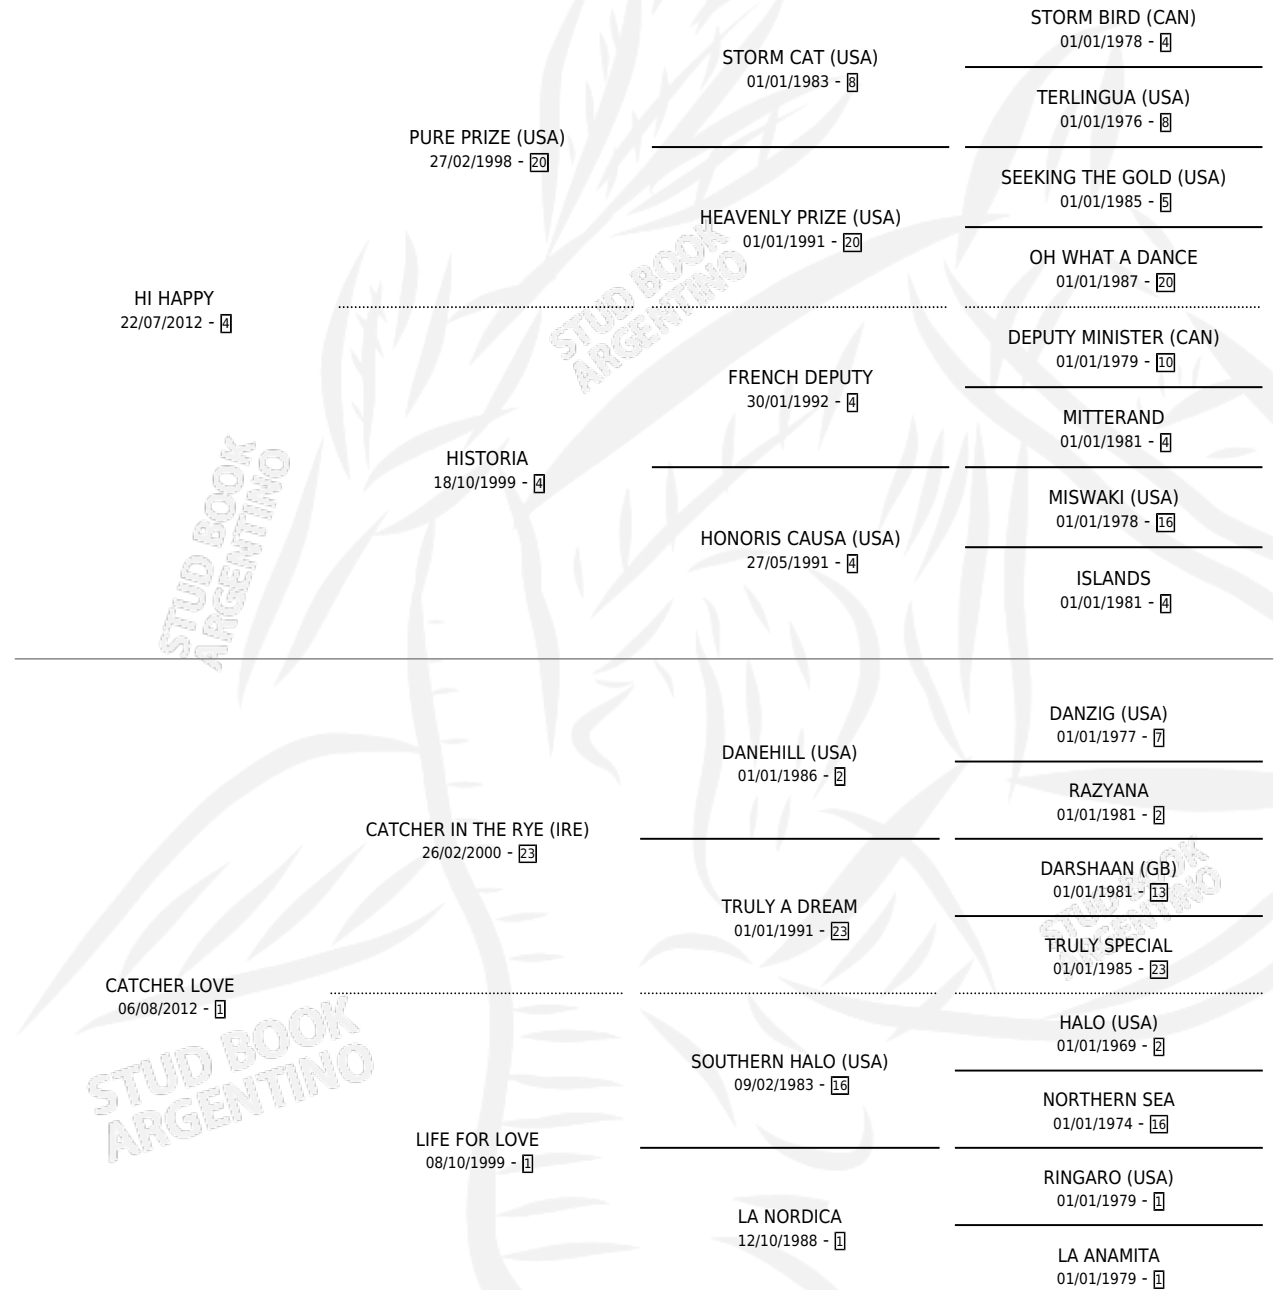 STORM BIRD (CAN)
01/01/1978 - 4
STORM CAT (USA)
01/01/1983 - 8
TERLINGUA (USA)
01/01/1976 - 8
PURE PRIZE (USA)
27/02/1998 - 20
SEEKING THE GOLD (USA)
01/01/1985 - 5
HEAVENLY PRIZE (USA)
01/01/1991 - 20
OH WHAT A DANCE
01/01/1987 - 20
HI HAPPY
22/07/2012 - 4
DEPUTY MINISTER (CAN)
01/01/1979 - 10
FRENCH DEPUTY
30/01/1992 - 4
MITTERAND
01/01/1981 - 4
HISTORIA
18/10/1999 - 4
MISWAKI (USA)
01/01/1978 - 16
HONORIS CAUSA (USA)
27/05/1991 - 4
ISLANDS
01/01/1981 - 4
STUD BOOK
ARGENTINO
STUD BOOK
ARGENTINO
DANZIG (USA)
01/01/1977 - 7
DANEHILL (USA)
01/01/1986 - 2
RAZYANA
01/01/1981 - 2
CATCHER IN THE RYE (IRE)
26/02/2000 - 23
DARSHAAN (GB)
01/01/1981 - 13
TRULY A DREAM
01/01/1991 - 23
TRULY SPECIAL
01/01/1985 - 23
CATCHER LOVE
06/08/2012 - 1
HALO (USA)
01/01/1969 - 2
SOUTHERN HALO (USA)
09/02/1983 - 16
NORTHERN SEA
01/01/1974 - 16
LIFE FOR LOVE
08/10/1999 - 1
RINGARO (USA)
01/01/1979 - 1
LA NORDICA
12/10/1988 - 1
LA ANAMITA
01/01/1979 - 1
STUD BOOK
ARGENTINO
STUD BOOK
ARGENTINO